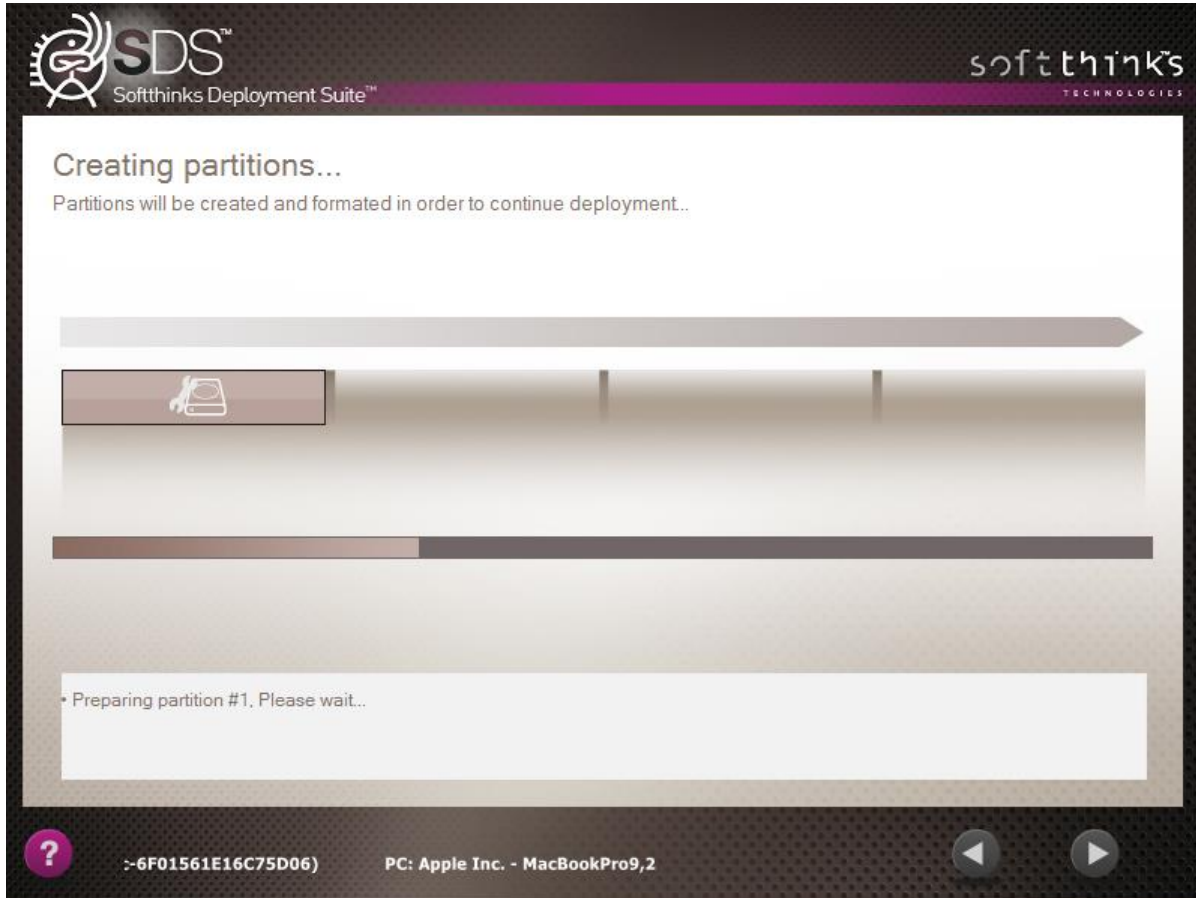 SDS™
Softthinks Deployment Suite™
softthinks™
TECHNOLOGIES
Creating partitions...
Partitions will be created and formated in order to continue deployment...
• Preparing partition #1, Please wait...
?
:-6F01561E16C75D06) PC: Apple Inc. - MacBookPro9,2